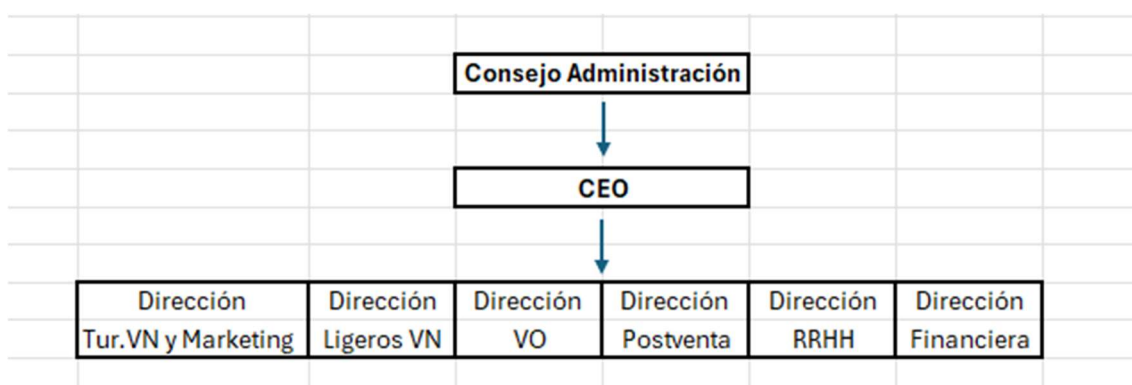 Consejo Administración
CEO
Dirección Dirección Dirección Dirección Dirección Dirección
Tur.VN y Marketing Ligeros VN VO Postventa RRHH Financiera